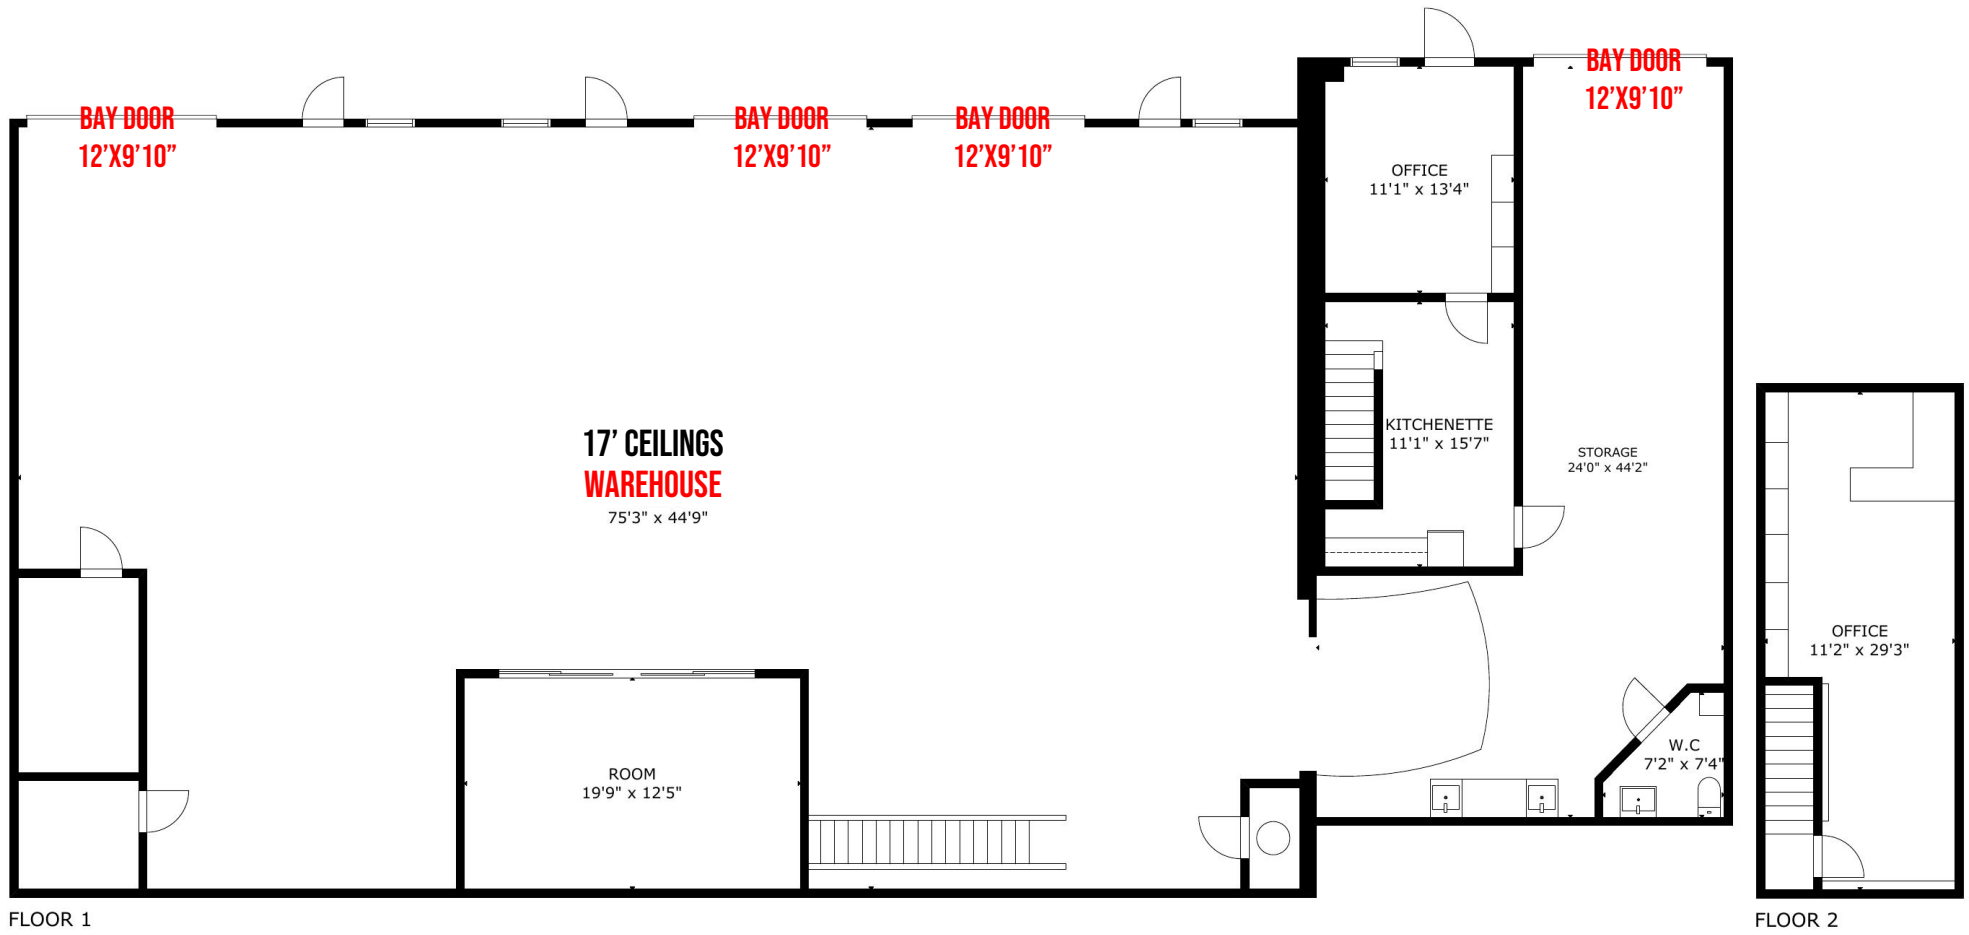 BAY DOOR
12’X9’10”
BAY DOOR
12’X9’10”
BAY DOOR
12’X9’10”
BAY DOOR
12’X9’10”
OFFICE
11'1" x 13'4"
17’ CEILINGS
WAREHOUSE
75'3" x 44'9"
KITCHENETTE
11'1" x 15'7"
STORAGE
24'0" x 44'2"
ROOM
19'9" x 12'5"
W.C
7'2" x 7'4"
OFFICE
11'2" x 29'3"
FLOOR 1
FLOOR 2